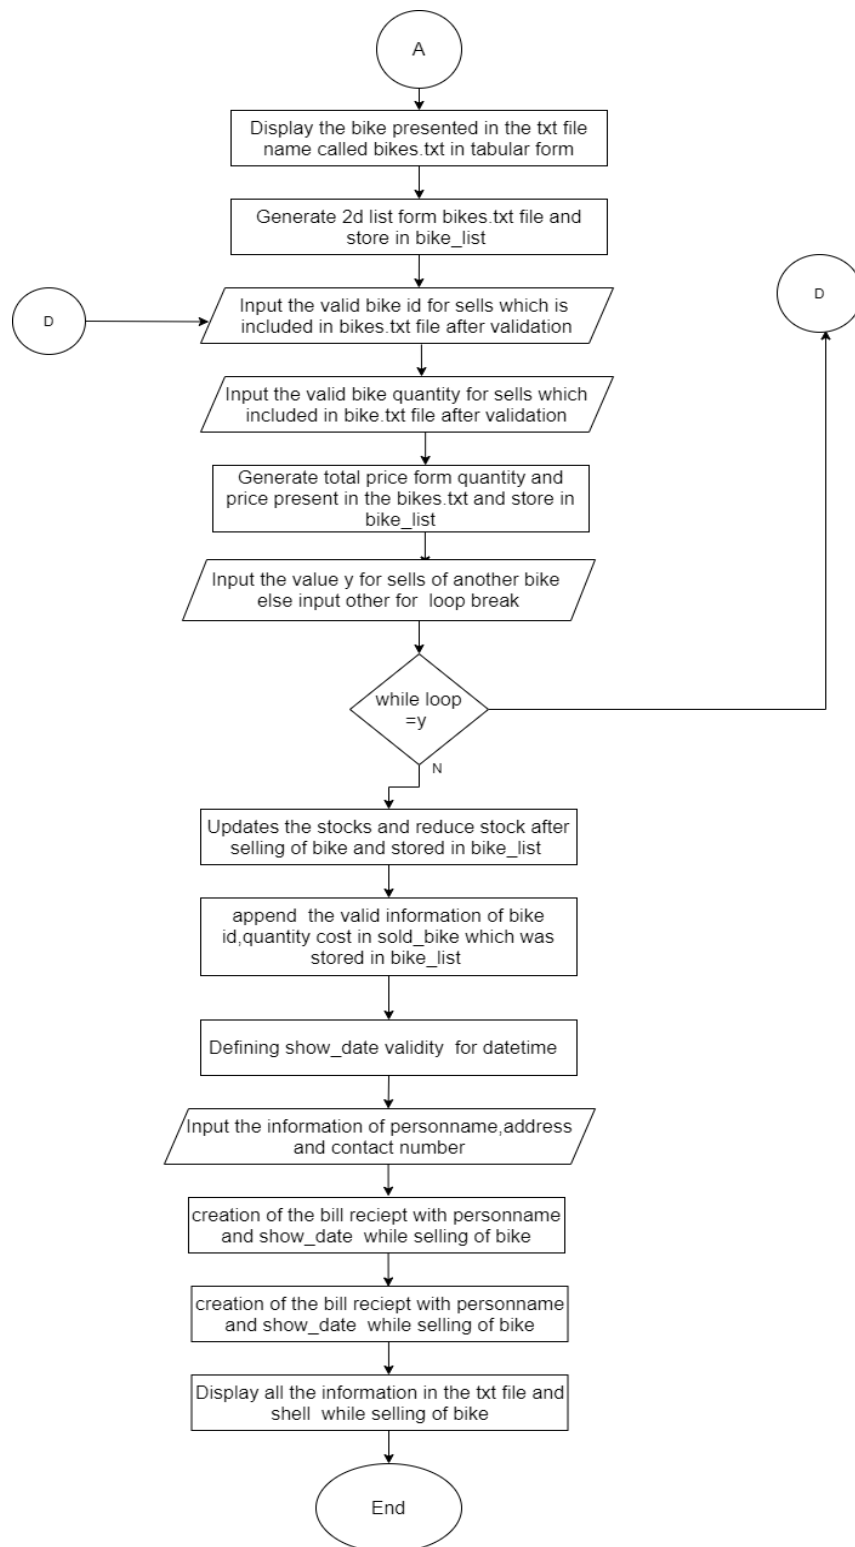 A
Display the bike presented in the txt file
name called bikes.txt in tabular form
Generate 2d list form bikes.txt file and
store in bike_list
D
D
Input the valid bike id for sells which is
included in bikes.txt file after validation
Input the valid bike quantity for sells which
included in bike.txt file after validation
Generate total price form quantity and
price present in the bikes.txt and store in
bike_list
Input the value y for sells of another bike
else input other for loop break
while loop
=y
N
Updates the stocks and reduce stock after
selling of bike and stored in bike_list
append the valid information of bike
id,quantity cost in sold_bike which was
stored in bike_list
Defining show_date validity for datetime
Input the information of personname,address
and contact number
creation of the bill reciept with personname
and show_date while selling of bike
creation of the bill reciept with personname
and show_date while selling of bike
Display all the information in the txt file and
shell while selling of bike
End